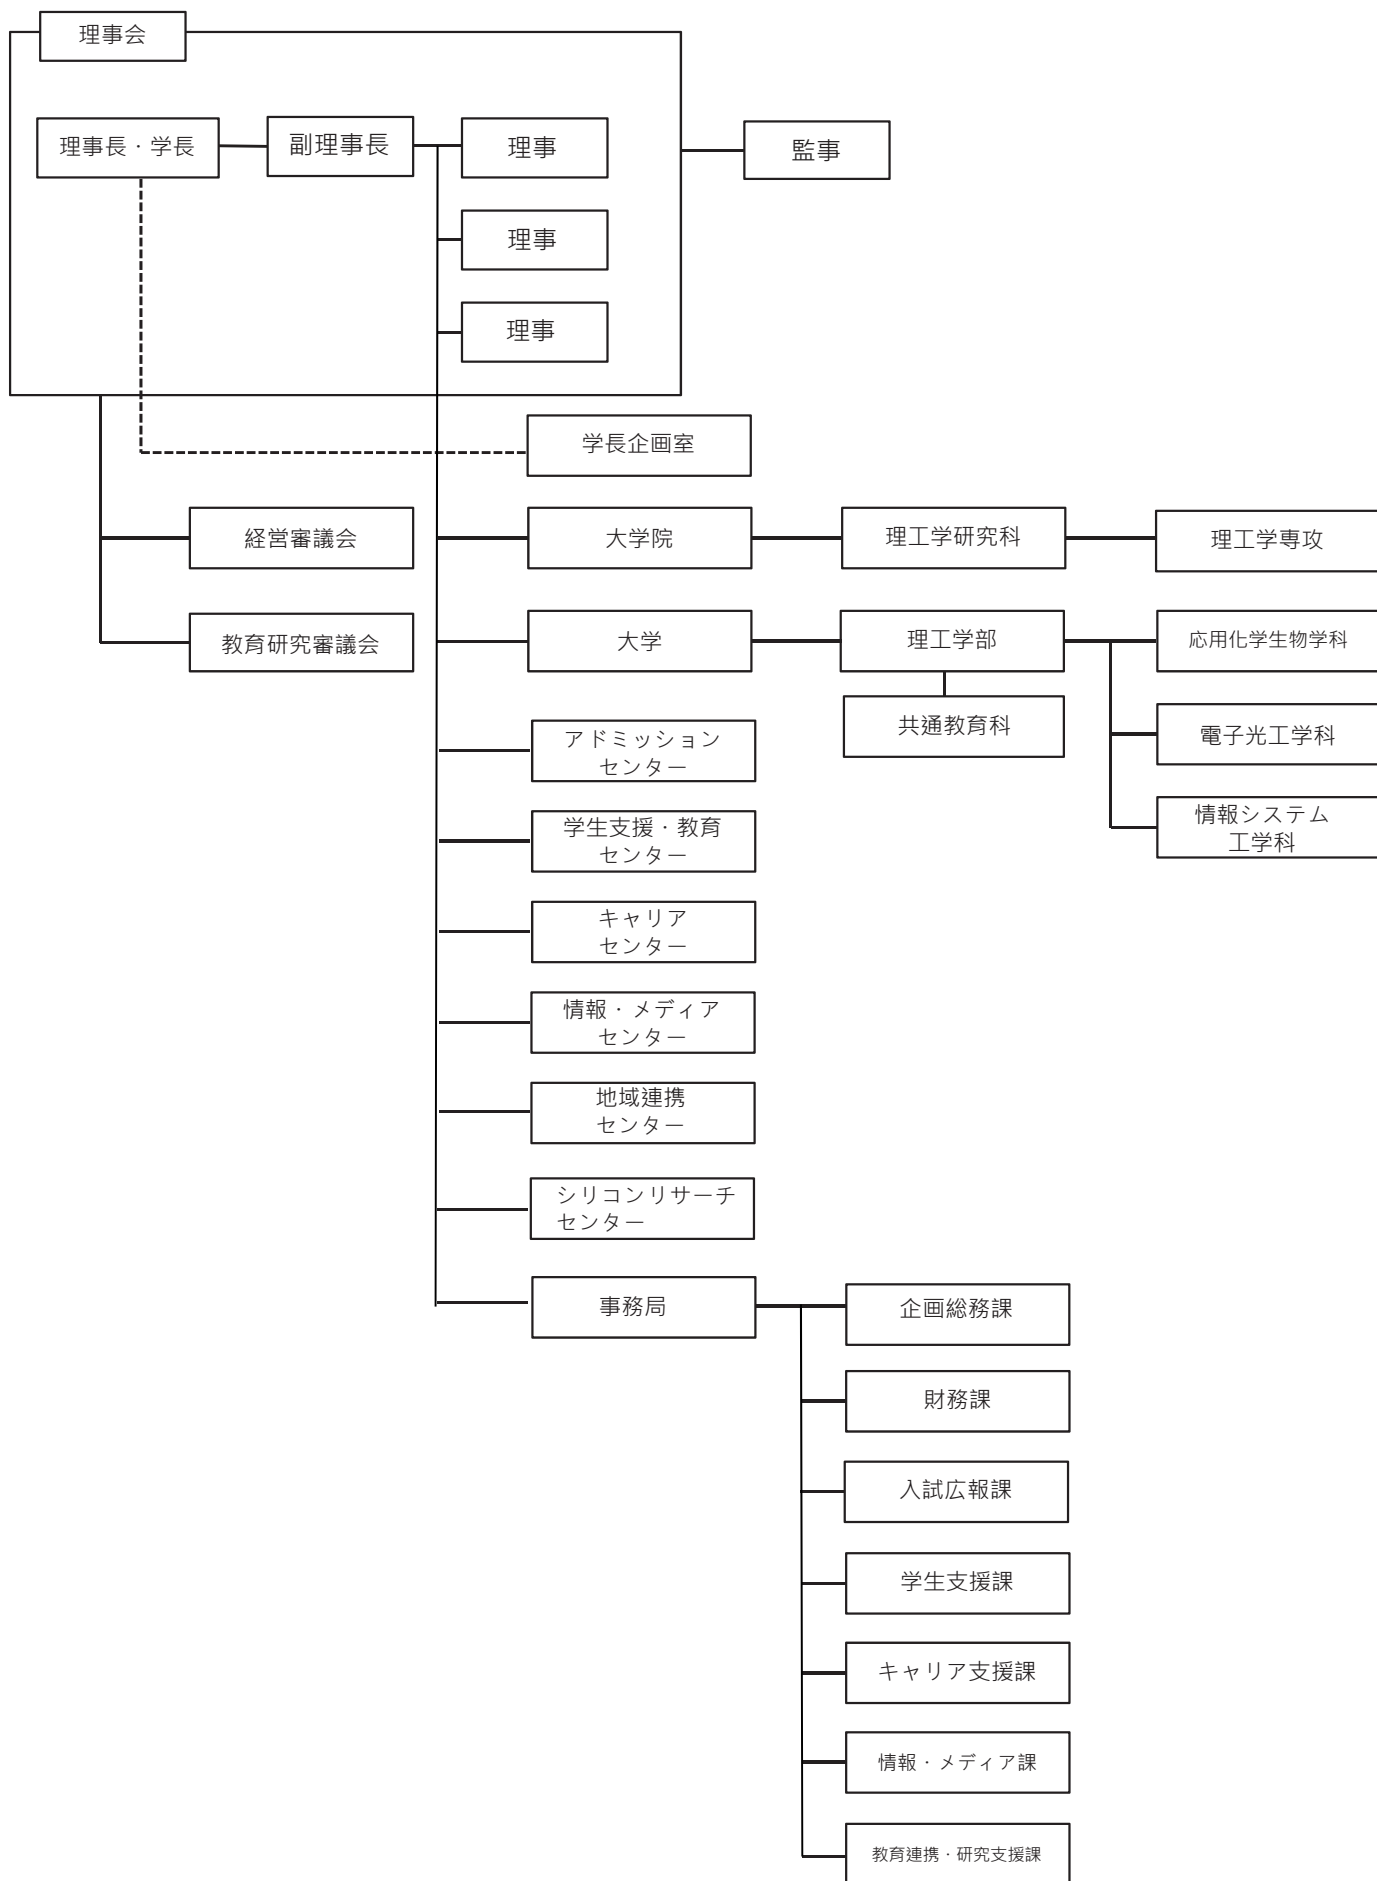 理事会
理事長・学長
副理事長
理事
監事
理事
理事
学長企画室
経営審議会
大学院
理工学研究科
理工学専攻
教育研究審議会
大学
理工学部
応用化学生物学科
共通教育科
電子光工学科
情報システム
工学科
アドミッション
センター
学生支援・教育
センター
キャリア
センター
情報・メディア
センター
地域連携
センター
シリコンリサーチ
センター
事務局
企画総務課
財務課
入試広報課
学生支援課
キャリア支援課
情報・メディア課
教育連携・研究支援課